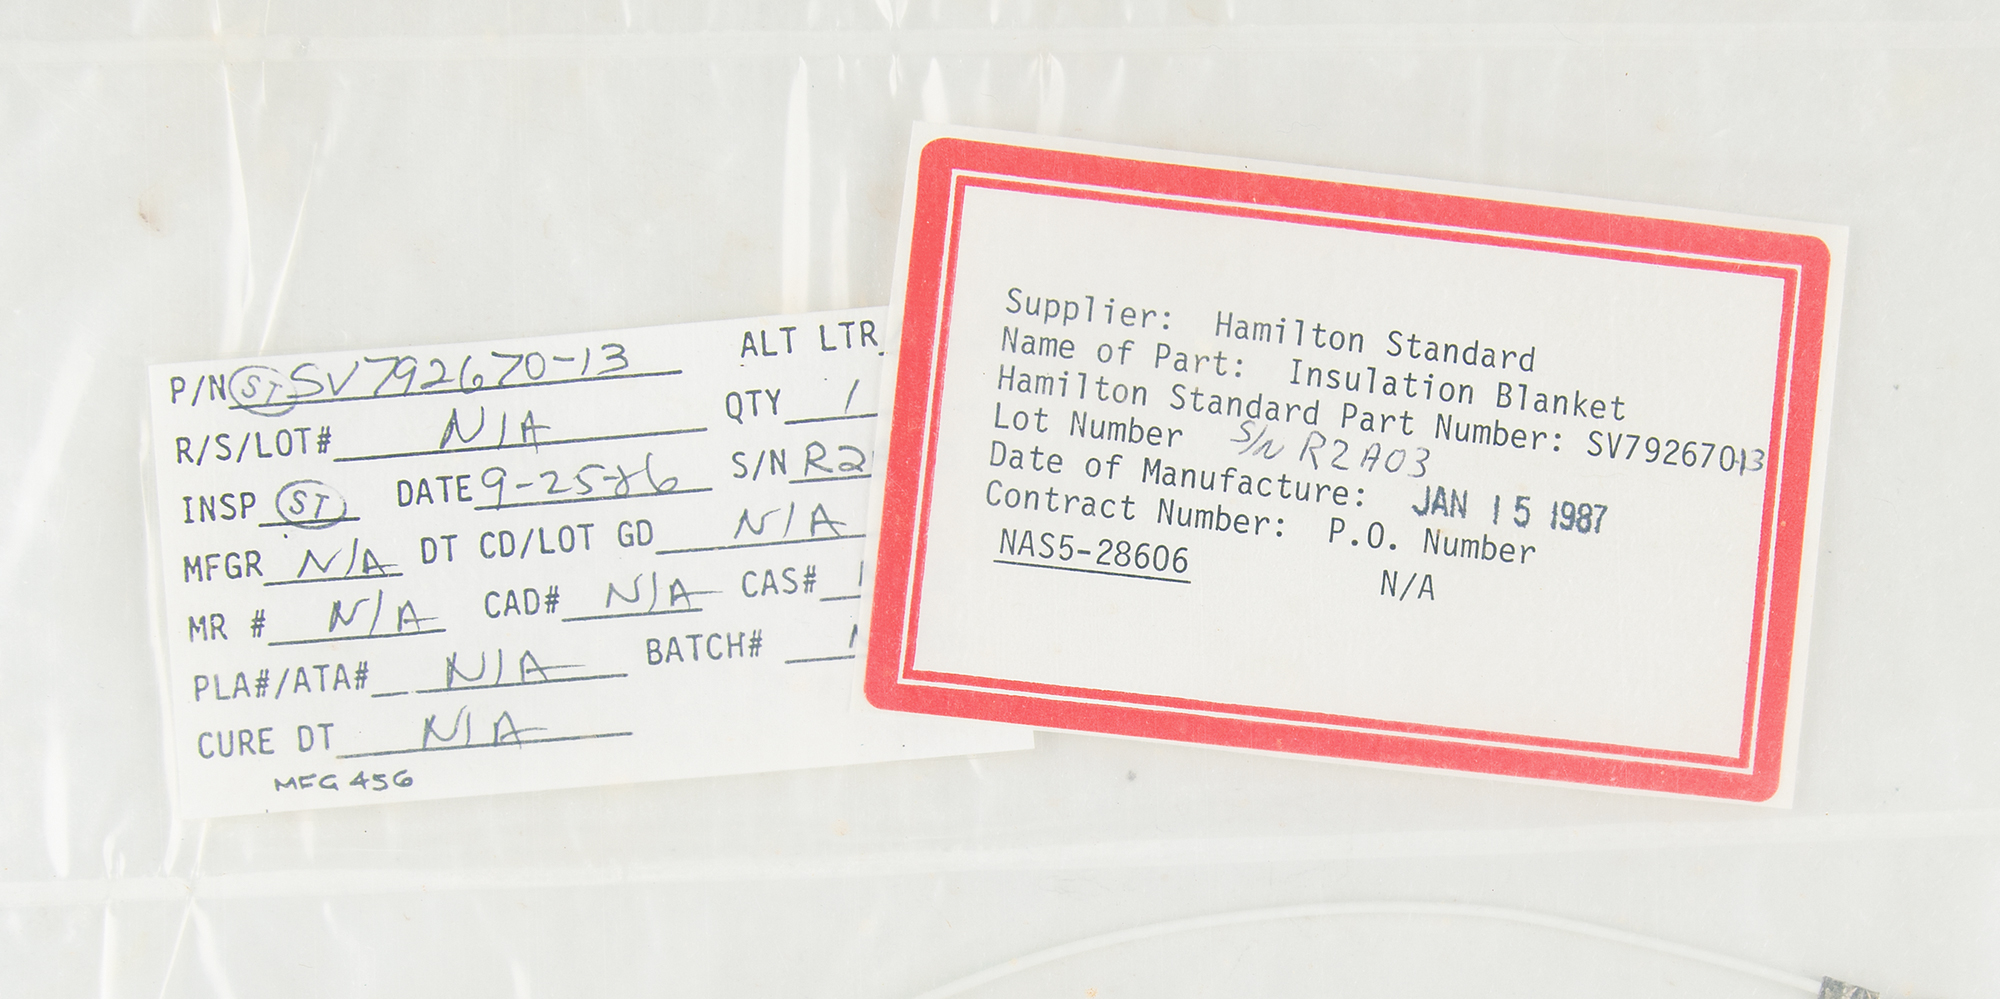 P/N ST SV792670-13 ALT LTR
R/S/LOT# N/A QTY 1
INSP ST DATE 9-25-86 S/N R2
MFGR N/A DT CD/LOT GD N/A
MR # N/A CAD# N/A CAS#
PLA#/ATA# N/A BATCH#
CURE DT N/A
MFG 456
Supplier: Hamilton Standard
Name of Part: Insulation Blanket
Hamilton Standard Part Number: SV792670-13
Lot Number S/N R2A03
Date of Manufacture: JAN 15 1987
Contract Number: P.O. Number
NAS5-28606 N/A